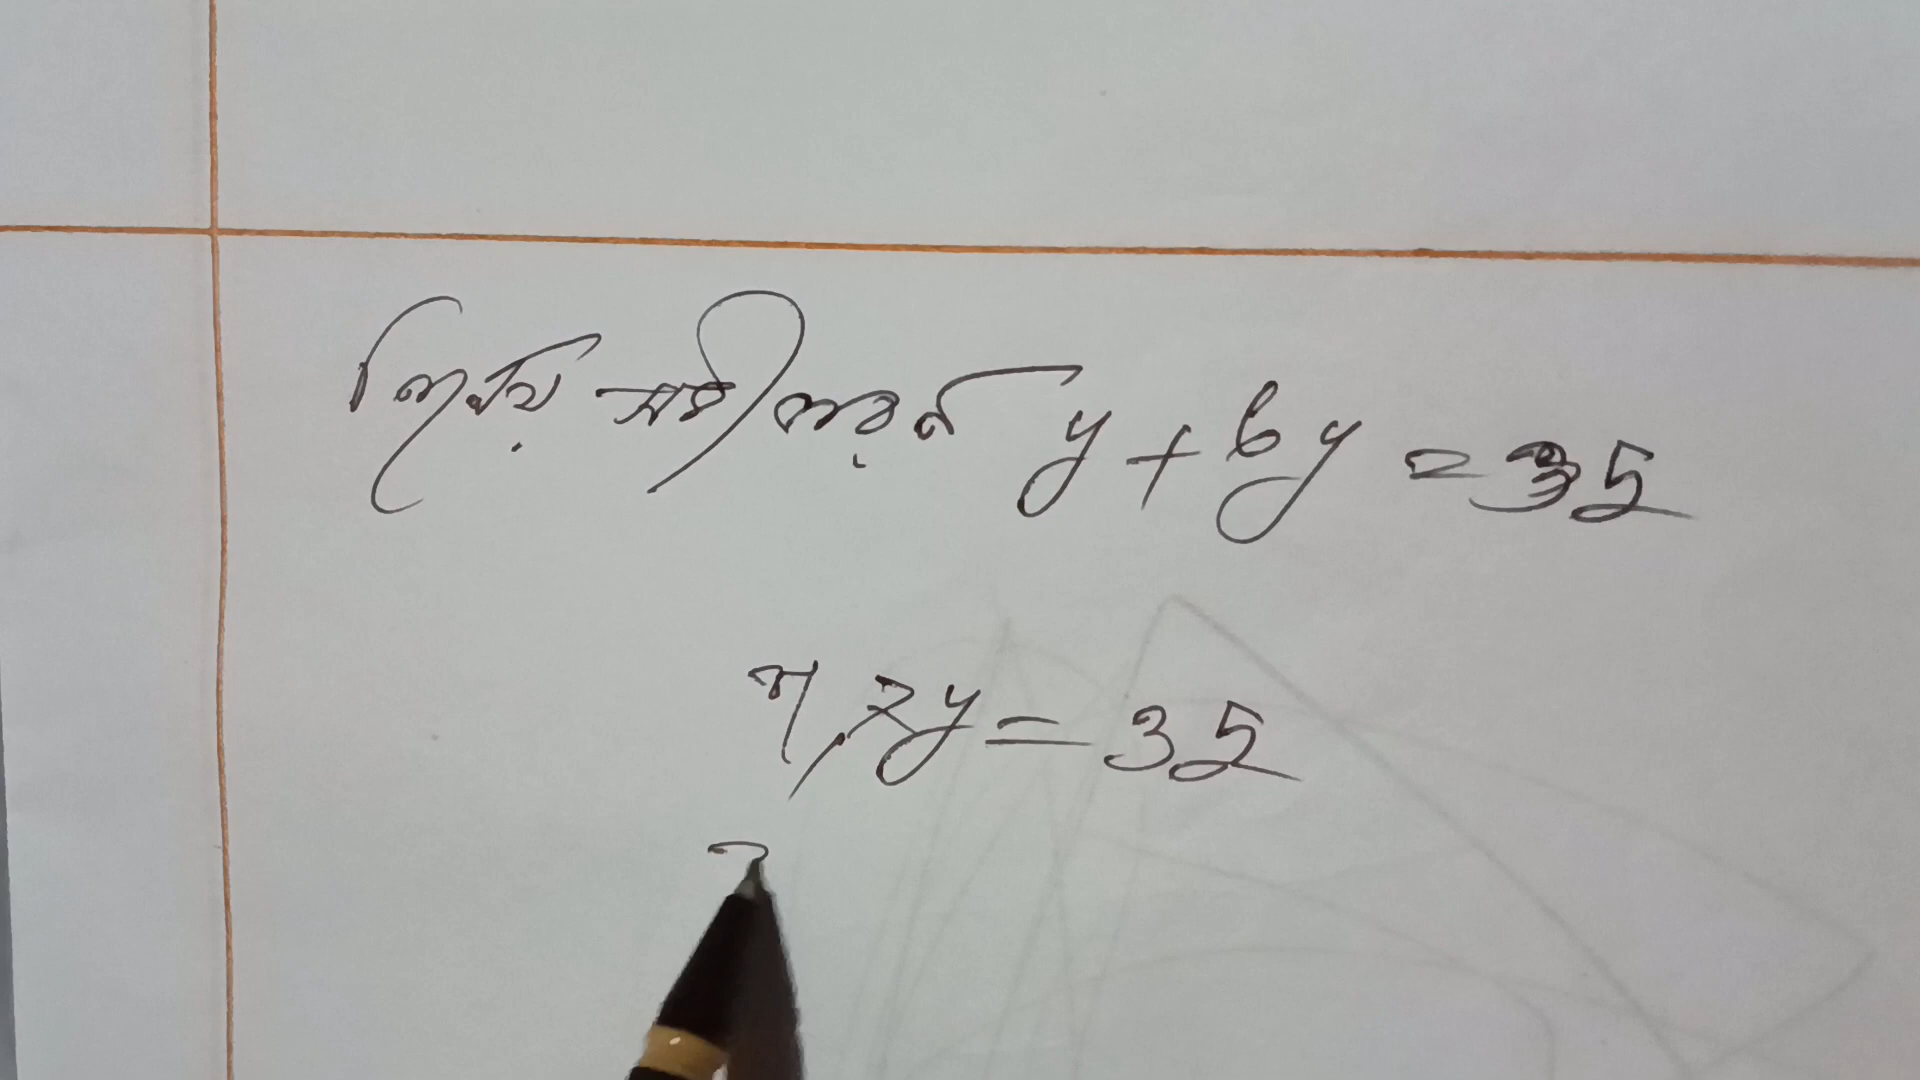 নির্ণেয় সমীকরণ y + 6y = 35
বা, 7y = 35